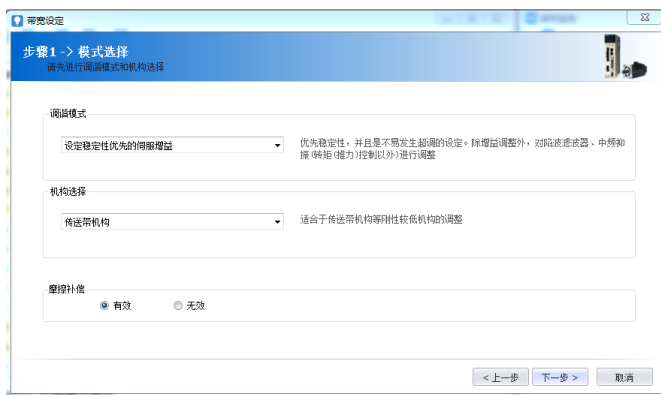 带宽设定
步骤1 -> 模式选择
请先进行调谐模式和机构选择
调谐模式
设定稳定性优先的伺服增益
优先稳定性，并且是不易发生超调的设定。除增益调整外，对陷波滤波器、中频抑
振(转矩(推力)控制以外)进行调整
机构选择
传送带机构
适合于传送带机构等刚性较低机构的调整
摩擦补偿
有效
无效
< 上一步
下一步 >
取消